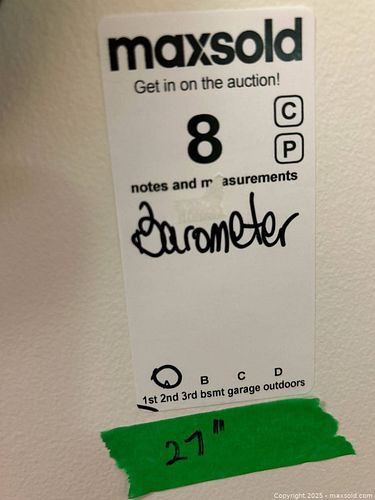 maxsold
Get in on the auction!
8
C
P
notes and measurements
Barometer
A B C D
1st 2nd 3rd bsmt garage outdoors
27"
Copyright 2025 - maxsold.com